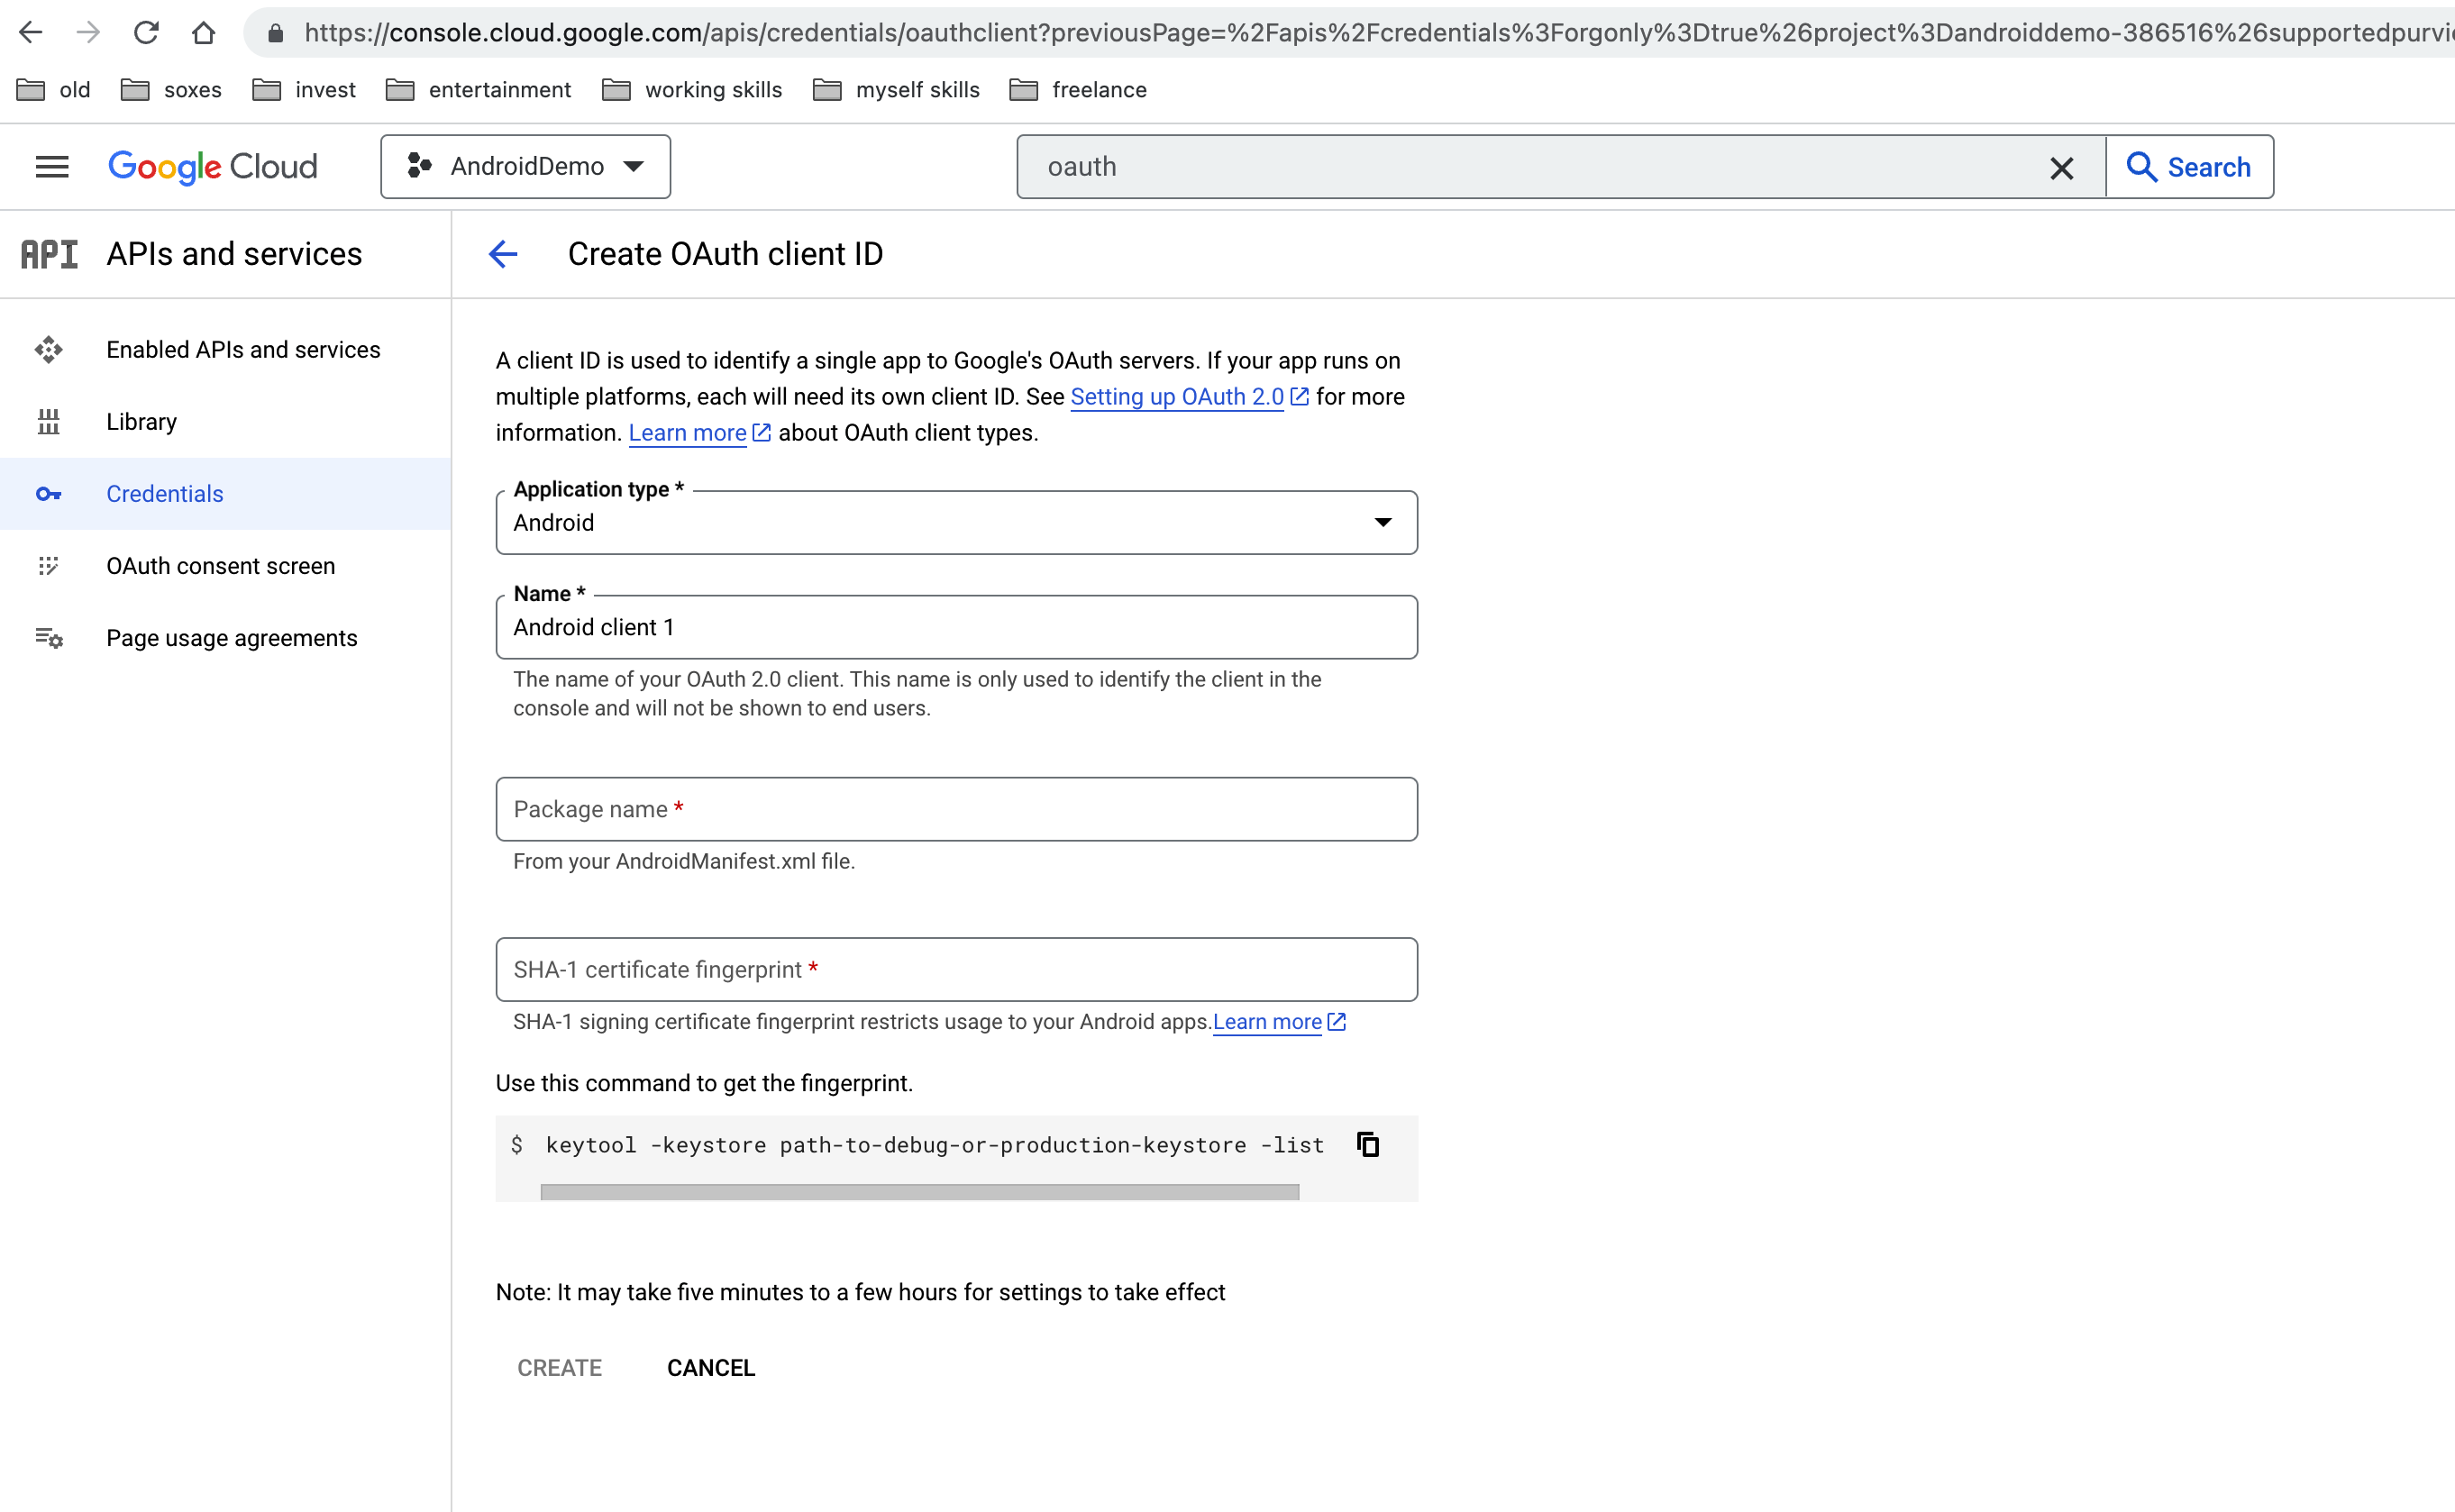 https://console.cloud.google.com/apis/credentials/oauthclient?previousPage=%2Fapis%2Fcredentials%3Forgonly%3Dtrue%26project%3Dandroiddemo-386516%26supportedpurvi
old soxes invest entertainment working skills myself skills freelance
Google Cloud AndroidDemo oauth Search
API APIs and services
Create OAuth client ID
Enabled APIs and services
Library
Credentials
OAuth consent screen
Page usage agreements
A client ID is used to identify a single app to Google's OAuth servers. If your app runs on
multiple platforms, each will need its own client ID. See Setting up OAuth 2.0 for more
information. Learn more about OAuth client types.
Application type *
Android
Name *
Android client 1
The name of your OAuth 2.0 client. This name is only used to identify the client in the
console and will not be shown to end users.
Package name *
From your AndroidManifest.xml file.
SHA-1 certificate fingerprint *
SHA-1 signing certificate fingerprint restricts usage to your Android apps.Learn more
Use this command to get the fingerprint.
$ keytool -keystore path-to-debug-or-production-keystore -list
Note: It may take five minutes to a few hours for settings to take effect
CREATE CANCEL